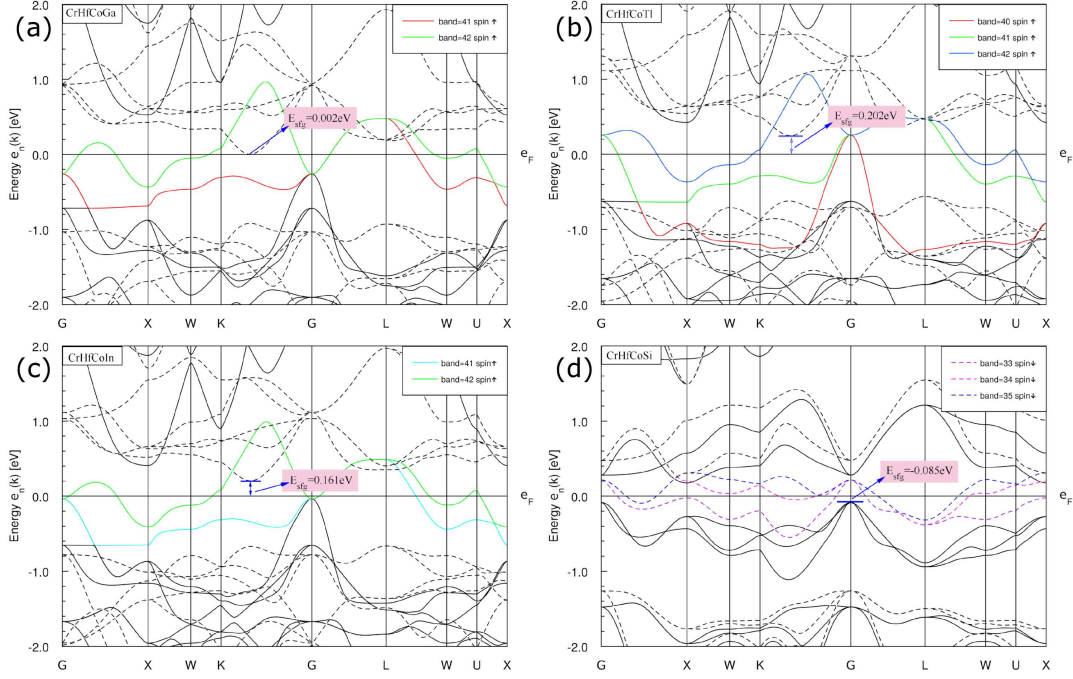 (a)
CrHfCoGa
band=41 spin ↑
band=42 spin ↑
2.0
1.0
0.0
-1.0
-2.0
Energy e_n(k) [eV]
E_sfg=0.002eV
e_F
G X W K G L W U X
(b)
CrHfCoTl
band=40 spin ↑
band=41 spin ↑
band=42 spin ↑
2.0
1.0
0.0
-1.0
-2.0
Energy e_n(k) [eV]
E_sfg=0.202eV
e_F
G X W K G L W U X
(c)
CrHfCoIn
band=41 spin↑
band=42 spin↑
2.0
1.0
0.0
-1.0
-2.0
Energy e_n(k) [eV]
E_sfg=0.161eV
e_F
G X W K G L W U X
(d)
CrHfCoSi
band=33 spin↓
band=34 spin↓
band=35 spin↓
2.0
1.0
0.0
-1.0
-2.0
Energy e_n(k) [eV]
E_sfg=-0.085eV
e_F
G X W K G L W U X